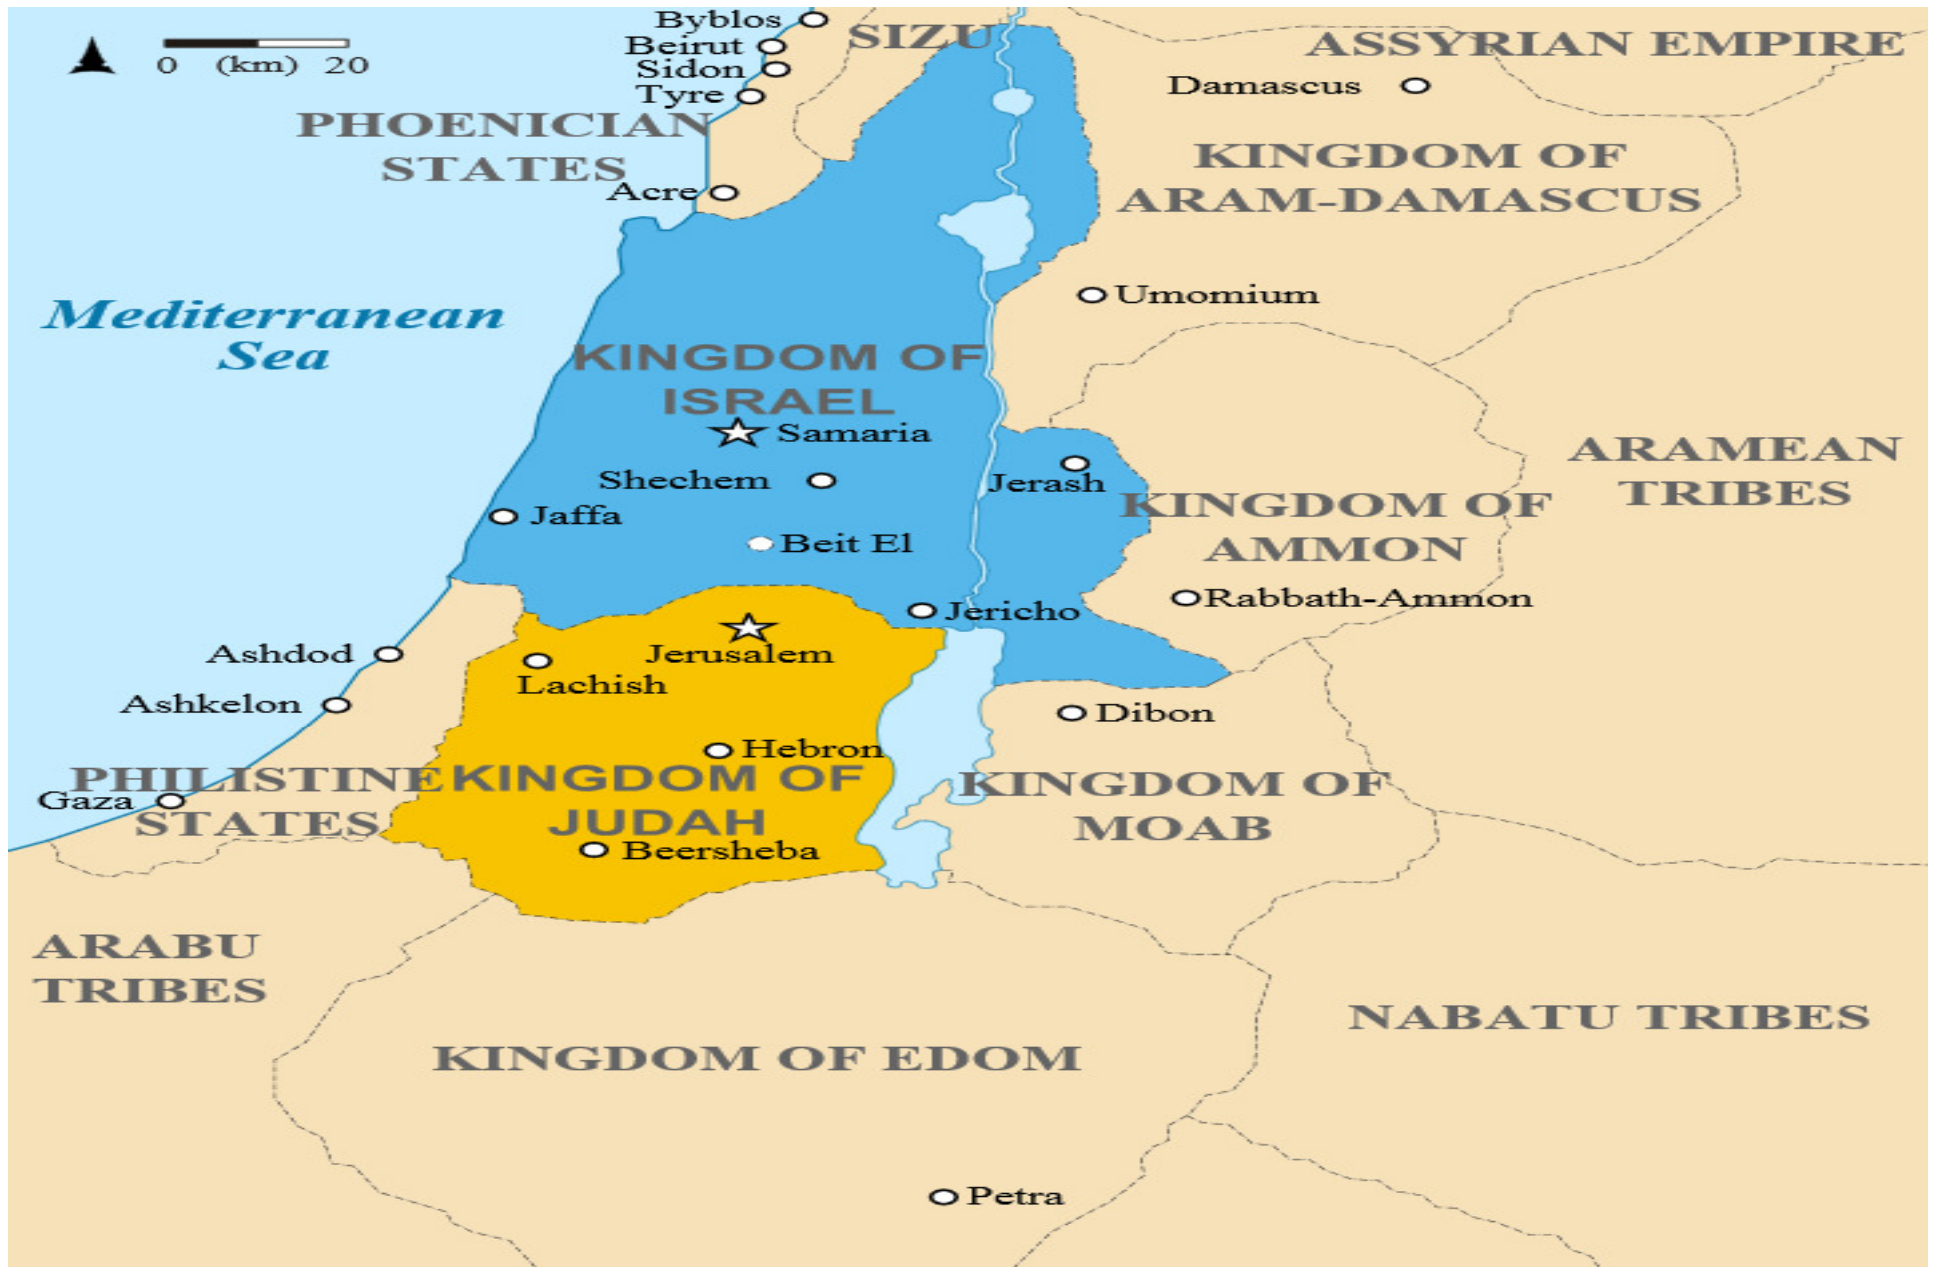 Byblos
Beirut
Sidon
Tyre
0 (km) 20
SIZU
ASSYRIAN EMPIRE
Damascus
PHOENICIAN
STATES
Acre
KINGDOM OF
ARAM-DAMASCUS
Umomium
Mediterranean
Sea
KINGDOM OF
ISRAEL
Samaria
Shechem
Jaffa
Beit El
Jerash
KINGDOM OF
AMMON
ARAMEAN
TRIBES
Rabbath-Ammon
Jericho
Jerusalem
Ashdod
Lachish
Ashkelon
Dibon
Hebron
PHILISTINE
STATES
Gaza
KINGDOM OF
JUDAH
Beersheba
KINGDOM OF
MOAB
ARABU
TRIBES
NABATU TRIBES
KINGDOM OF EDOM
Petra